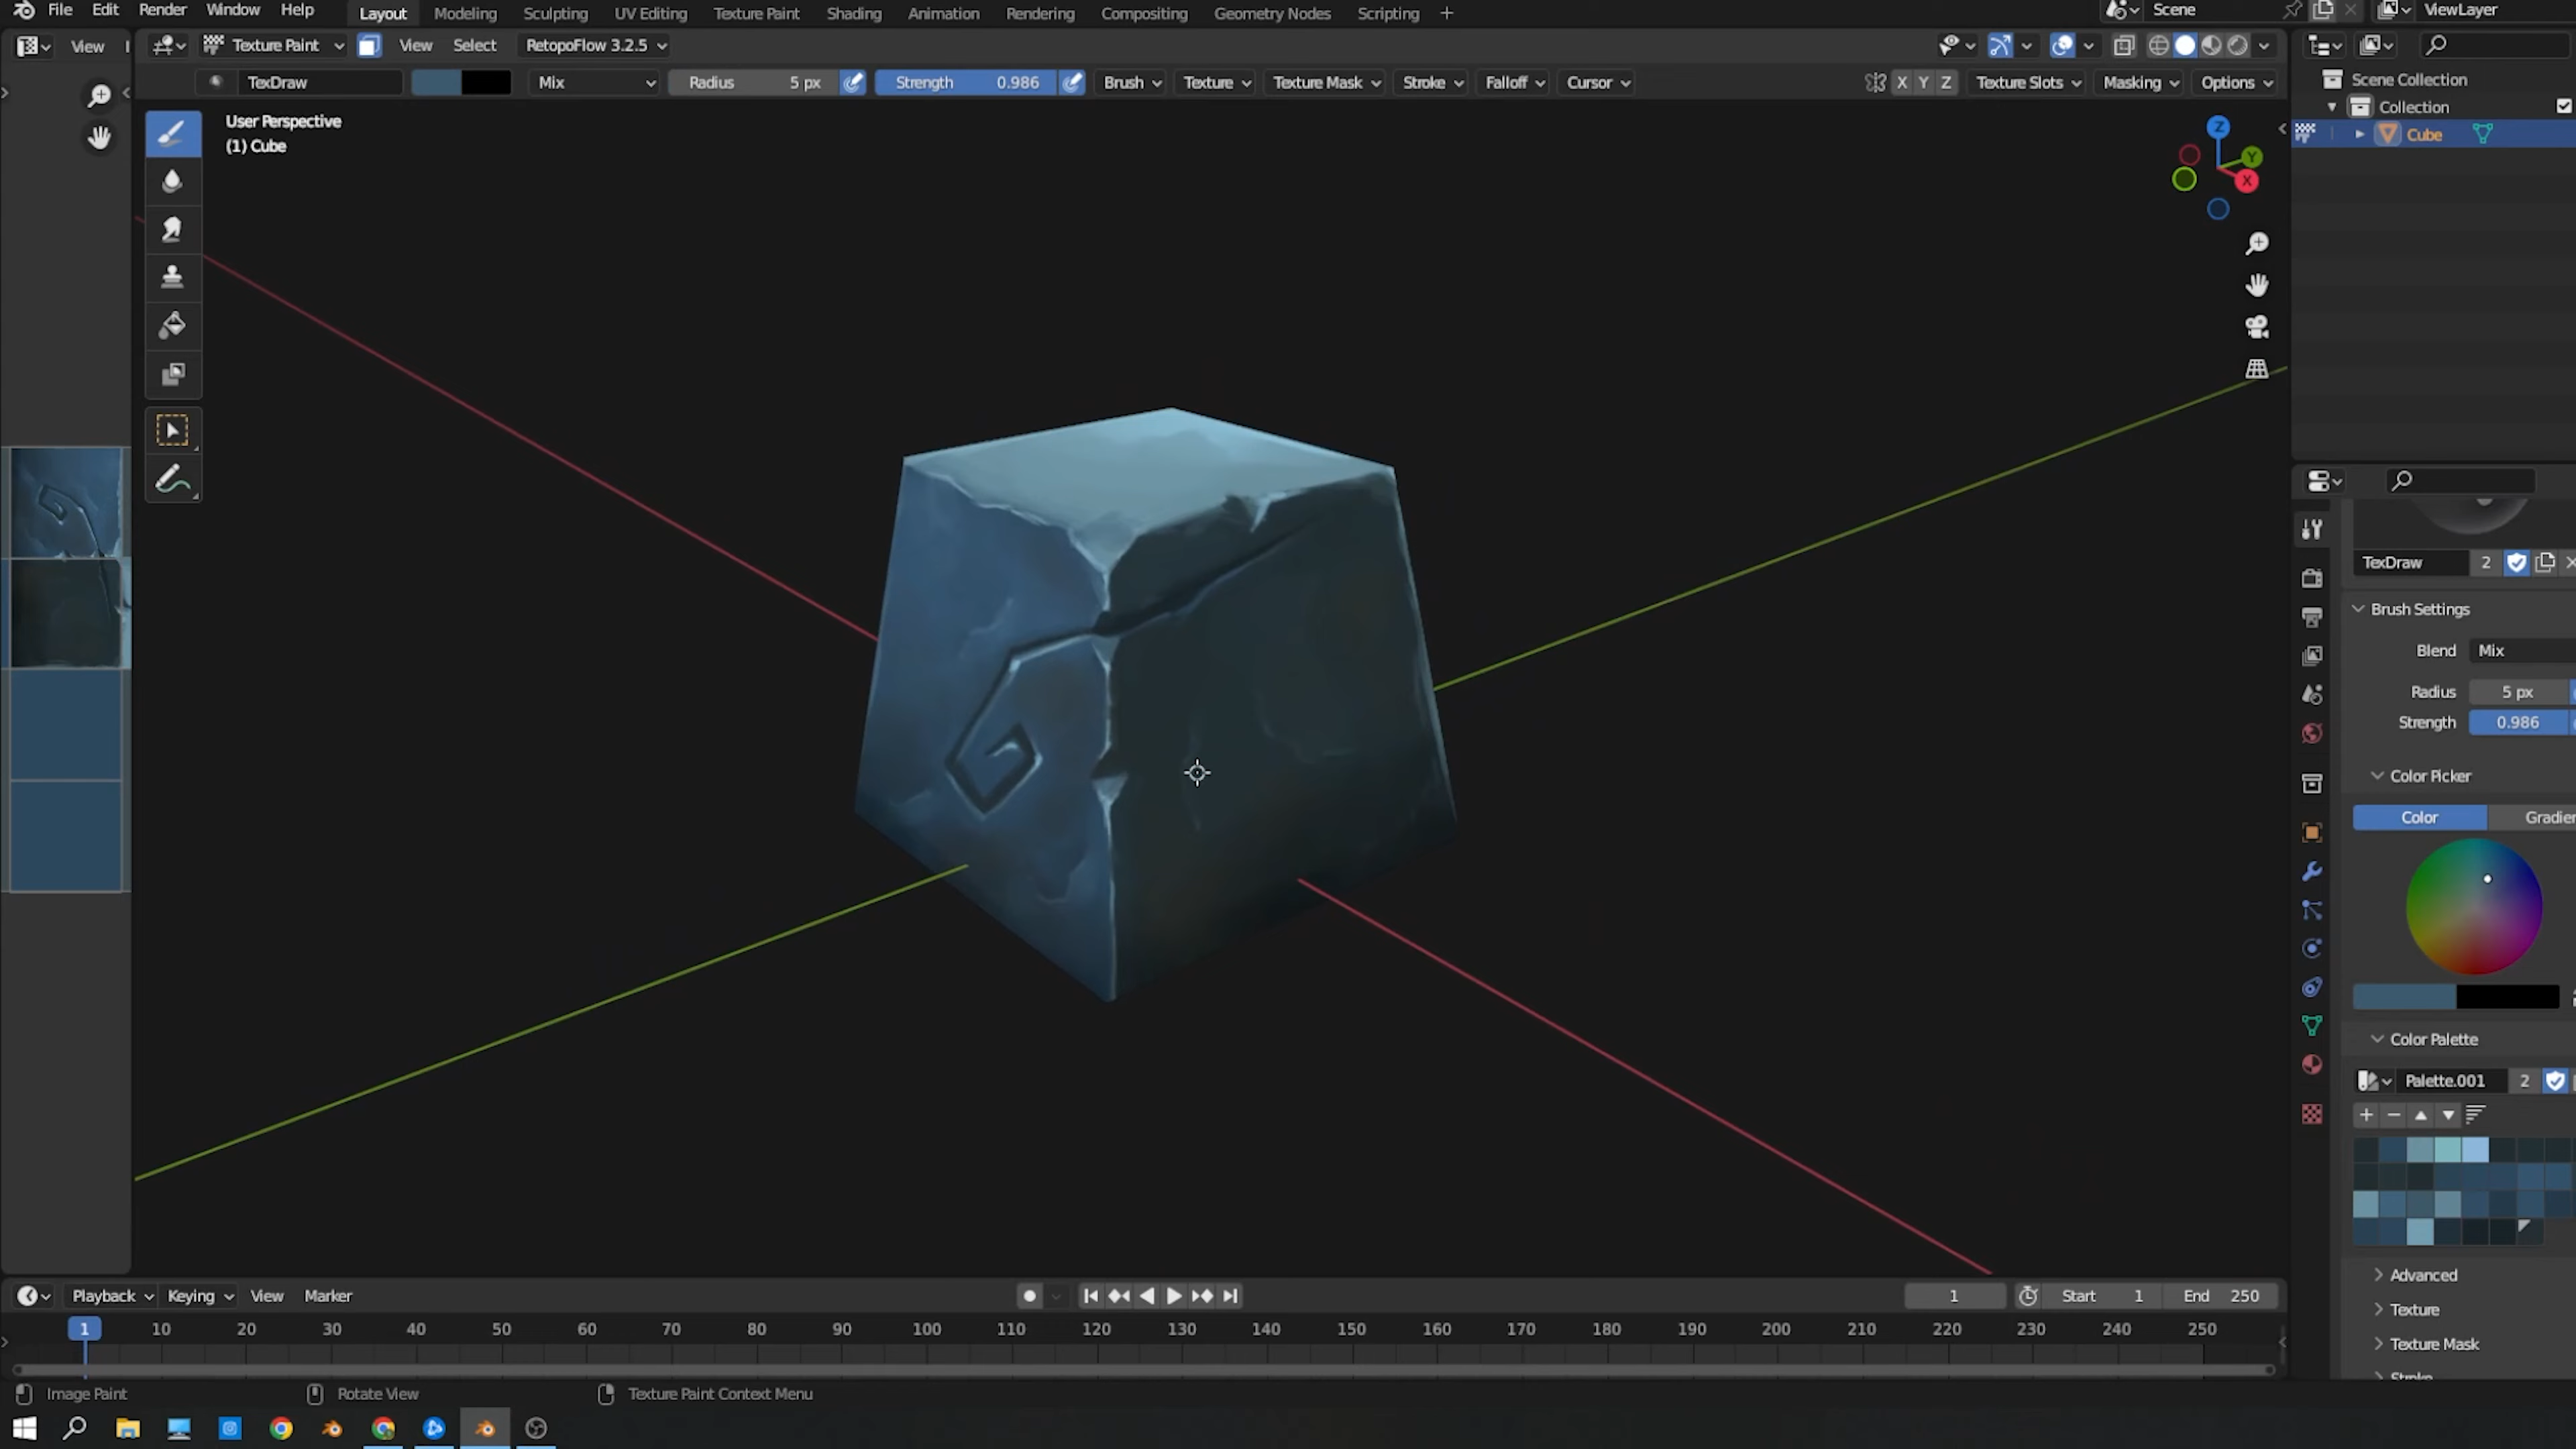 File Edit Render Window Help Layout Modeling Sculpting UV Editing Texture Paint Shading Animation Rendering Compositing Geometry Nodes Scripting + Scene ViewLayer
View Texture Paint View Select RetopoFlow 3.2.5
TexDraw Mix Radius 5 px Strength 0.986 Brush Texture Texture Mask Stroke Falloff Cursor X Y Z Texture Slots Masking Options
User Perspective
(1) Cube
Z
Y
X
Scene Collection
Collection
Cube
TexDraw 2
Brush Settings
Blend Mix
Radius 5 px
Strength 0.986
Color Picker
Color Gradien
Color Palette
Palette.001 2
Advanced
Texture
Texture Mask
Stroke
Playback Keying View Marker 1 Start 1 End 250
1 10 20 30 40 50 60 70 80 90 100 110 120 130 140 150 160 170 180 190 200 210 220 230 240 250
Image Paint Rotate View Texture Paint Context Menu